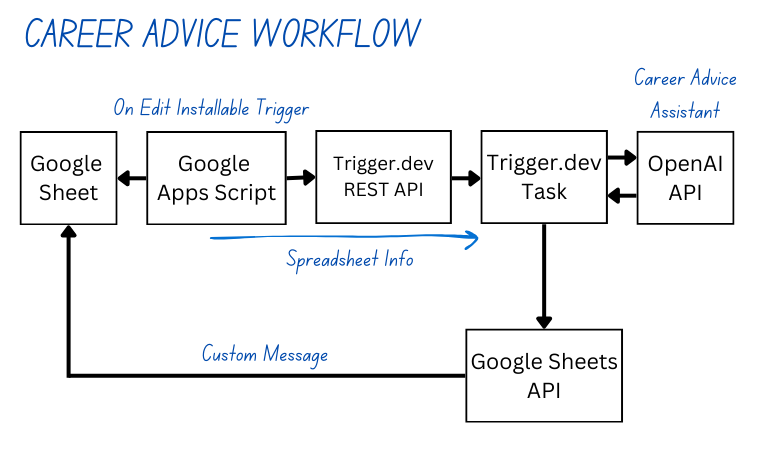 CAREER ADVICE WORKFLOW
Career Advice
Assistant
On Edit Installable Trigger
Google
Sheet
Google
Apps Script
Trigger.dev
REST API
Trigger.dev
Task
OpenAI
API
Spreadsheet Info
Custom Message
Google Sheets
API